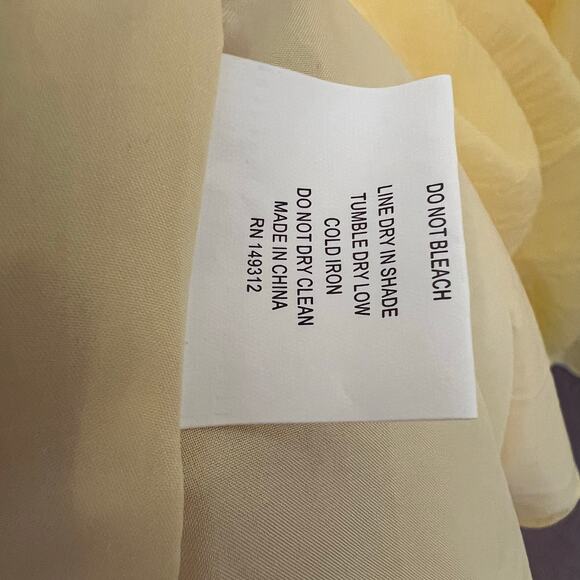 DO NOT BLEACH
LINE DRY IN SHADE
TUMBLE DRY LOW
COLD IRON
DO NOT DRY CLEAN
MADE IN CHINA
RN 149312